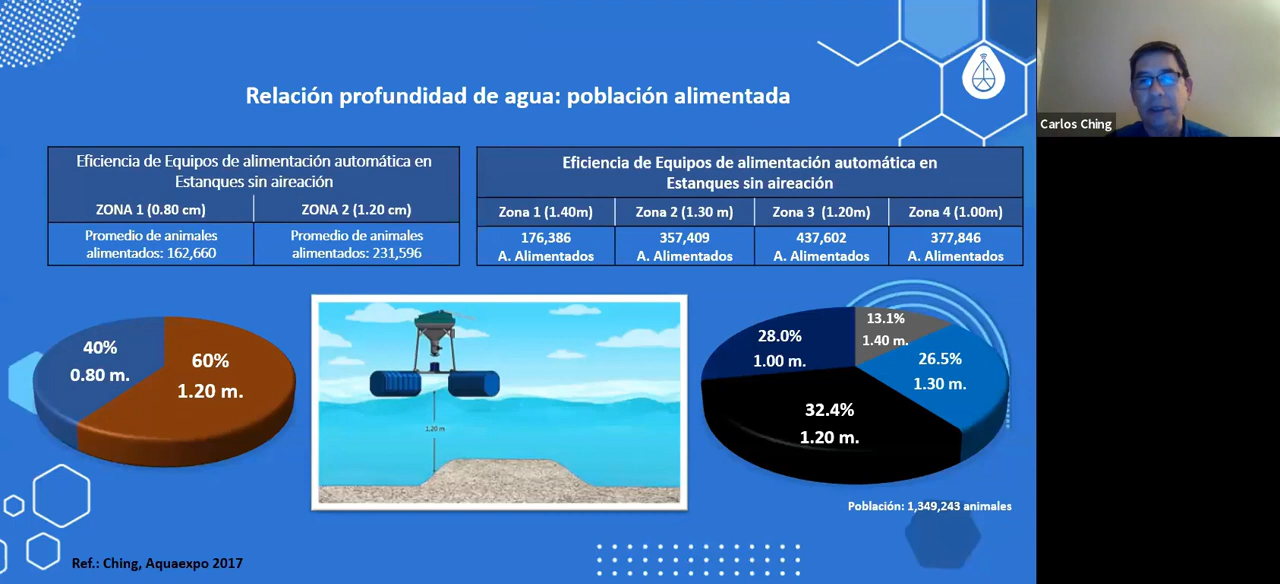 Relación profundidad de agua: población alimentada
Carlos Ching
Eficiencia de Equipos de alimentación automática en
Estanques sin aireación
ZONA 1 (0.80 cm)
ZONA 2 (1.20 cm)
Promedio de animales
alimentados: 162,660
Promedio de animales
alimentados: 231,596
Eficiencia de Equipos de alimentación automática en
Estanques sin aireación
Zona 1 (1.40m)
Zona 2 (1.30 m)
Zona 3 (1.20m)
Zona 4 (1.00m)
176,386
A. Alimentados
357,409
A. Alimentados
437,602
A. Alimentados
377,846
A. Alimentados
40%
0.80 m.
60%
1.20 m.
1.20 m
28.0%
1.00 m.
13.1%
1.40 m.
26.5%
1.30 m.
32.4%
1.20 m.
Población: 1,349,243 animales
Ref.: Ching, Aquaexpo 2017